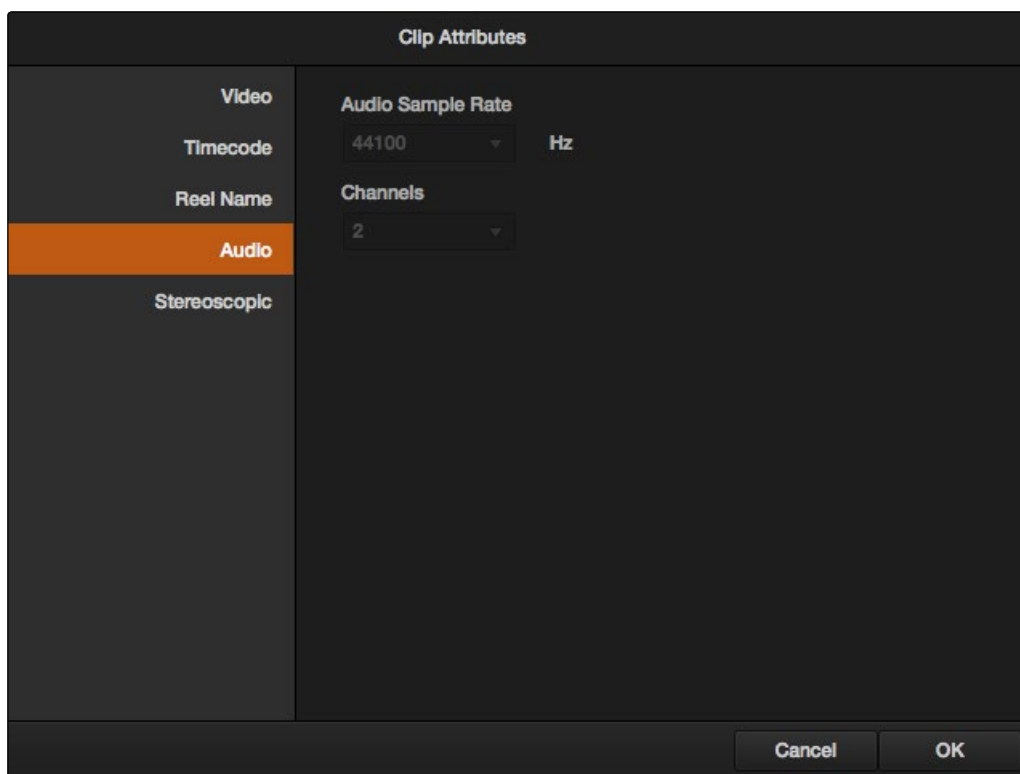 Clip Attributes
Video
Timecode
Reel Name
Audio
Stereoscopic
Audio Sample Rate
44100 Hz
Channels
2
Cancel OK